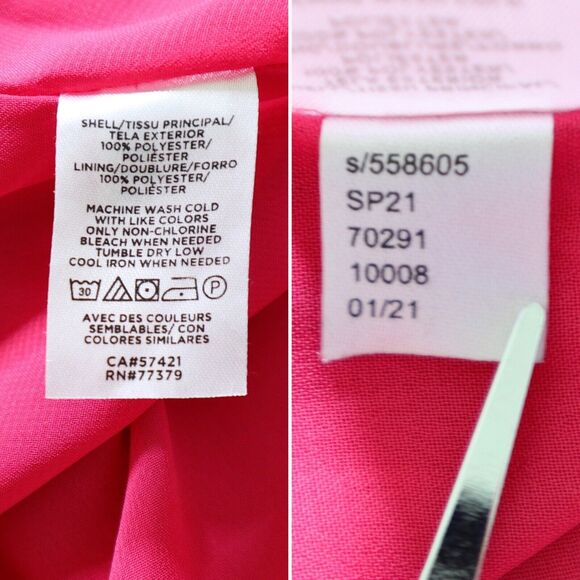 SHELL/TISSU PRINCIPAL/
TELA EXTERIOR
100% POLYESTER/
POLIÉSTER
LINING/DOUBLURE/FORRO
100% POLYESTER/
POLIÉSTER
MACHINE WASH COLD
WITH LIKE COLORS
ONLY NON-CHLORINE
BLEACH WHEN NEEDED
TUMBLE DRY LOW
COOL IRON WHEN NEEDED
30
P
AVEC DES COULEURS
SEMBLABLES/ CON
COLORES SIMILARES
CA#57421
RN#77379
s/558605
SP21
70291
10008
01/21